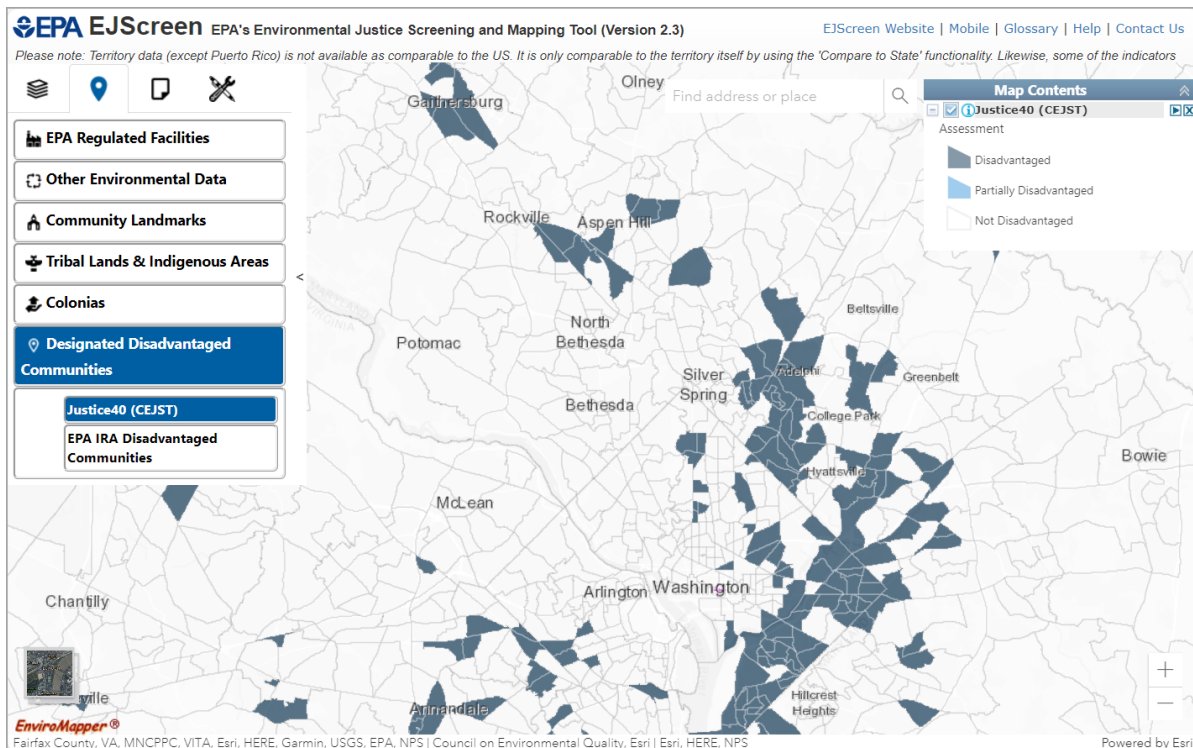 EPA EJScreen EPA's Environmental Justice Screening and Mapping Tool (Version 2.3)
EJScreen Website | Mobile | Glossary | Help | Contact Us
Please note: Territory data (except Puerto Rico) is not available as comparable to the US. It is only comparable to the territory itself by using the 'Compare to State' functionality. Likewise, some of the indicators
Find address or place
Map Contents
Justice40 (CEJST)
Assessment
Disadvantaged
Partially Disadvantaged
Not Disadvantaged
EPA Regulated Facilities
Other Environmental Data
Community Landmarks
Tribal Lands & Indigenous Areas
<
Colonias
Designated Disadvantaged
Communities
Justice40 (CEJST)
EPA IRA Disadvantaged
Communities
Olney
Gaithersburg
Rockville
Aspen Hill
MARYLAND
VIRGINIA
North
Bethesda
Beltsville
Potomac
Silver
Spring
Adelphi
Greenbelt
Bethesda
College Park
Bowie
Hyattsville
McLean
Arlington
Washington
Chantilly
ville
Annandale
Hillcrest
Heights
+
−
EnviroMapper ®
Fairfax County, VA, MNCPPC, VITA, Esri, HERE, Garmin, USGS, EPA, NPS | Council on Environmental Quality, Esri | Esri, HERE, NPS
Powered by Esri